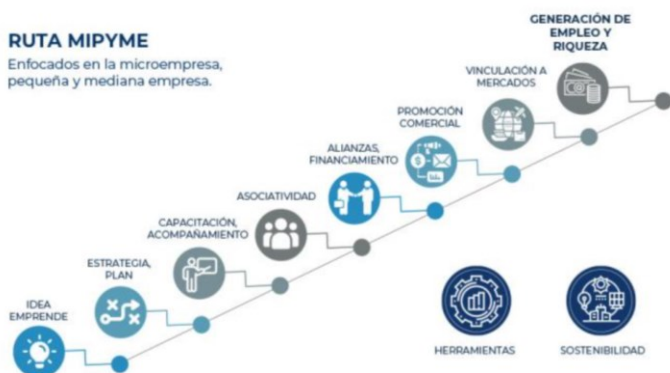 RUTA MIPYME
Enfocados en la microempresa,
pequeña y mediana empresa.
GENERACIÓN DE
EMPLEO Y
RIQUEZA
VINCULACIÓN A
MERCADOS
PROMOCIÓN
COMERCIAL
ALIANZAS,
FINANCIAMIENTO
ASOCIATIVIDAD
CAPACITACIÓN,
ACOMPAÑAMIENTO
ESTRATEGIA,
PLAN
IDEA
EMPRENDE
HERRAMIENTAS
SOSTENIBILIDAD